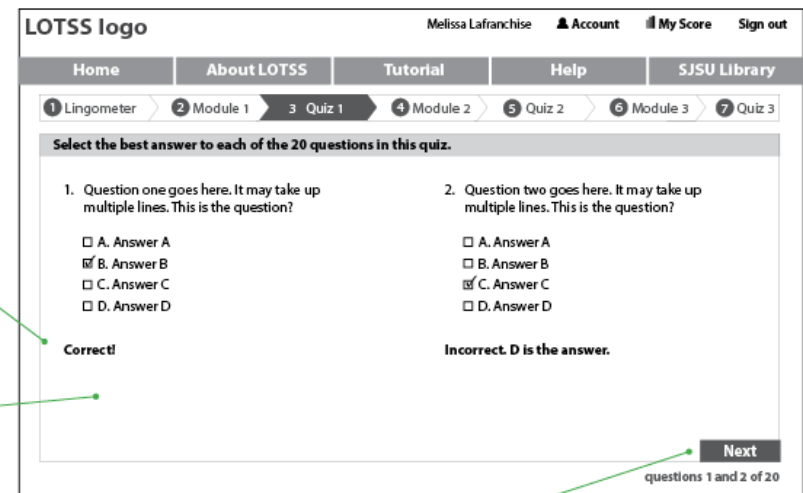 LOTSS logo
Melissa Lafranchise Account My Score Sign out
Home About LOTSS Tutorial Help SJSU Library
1 Lingometer 2 Module 1 3 Quiz 1 4 Module 2 5 Quiz 2 6 Module 3 7 Quiz 3
Select the best answer to each of the 20 questions in this quiz.
1. Question one goes here. It may take up
multiple lines. This is the question?
A. Answer A
B. Answer B
C. Answer C
D. Answer D
Correct!
2. Question two goes here. It may take up
multiple lines. This is the question?
A. Answer A
B. Answer B
C. Answer C
D. Answer D
Incorrect. D is the answer.
Next
questions 1 and 2 of 20